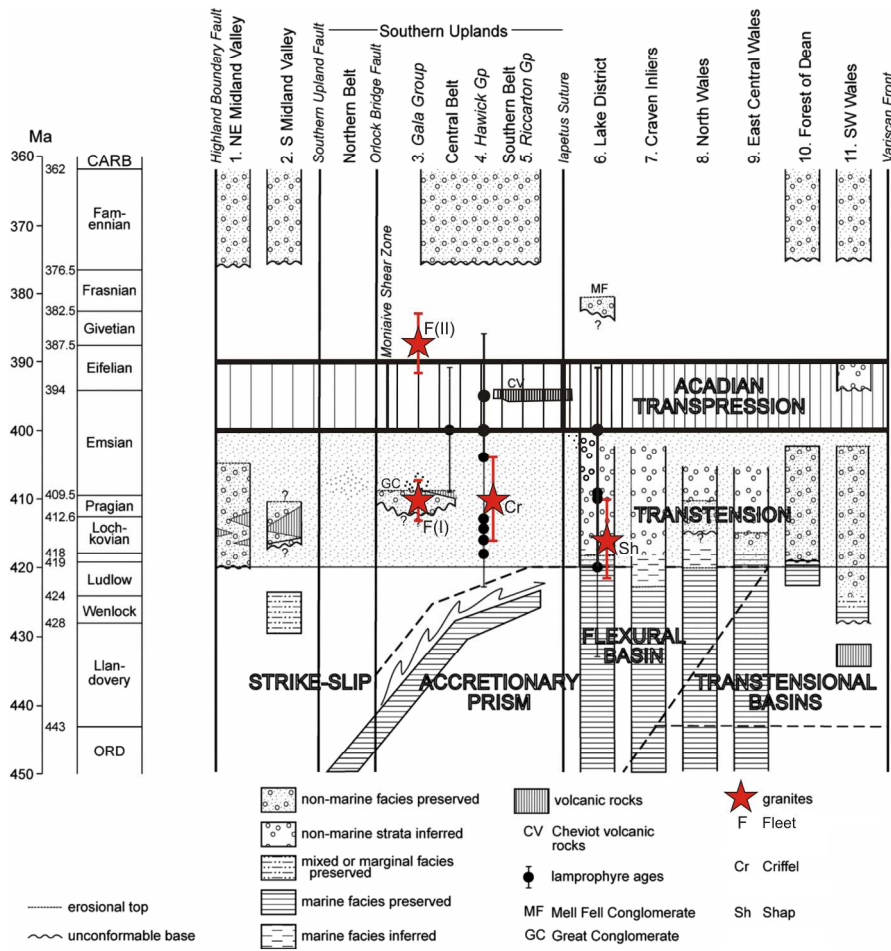 Southern Uplands
Highland Boundary Fault
1. NE Midland Valley
2. S Midland Valley
Southern Upland Fault
Northern Belt
Orlock Bridge Fault
3. Gala Group
Central Belt
4. Hawick Gp
Southern Belt
5. Riccarton Gp
Iapetus Suture
6. Lake District
7. Craven Inliers
8. North Wales
9. East Central Wales
10. Forest of Dean
11. SW Wales
Variscan Front
Ma
360
370
380
390
400
410
420
430
440
450
362
376.5
382.5
387.5
394
409.5
412.6
418
419
424
428
443
CARB
Fam-
ennian
Frasnian
Givetian
Eifelian
Emsian
Pragian
Loch-
kovian
Ludlow
Wenlock
Llan-
dovery
ORD
Moniaive Shear Zone
MF
?
F(II)
CV
ACADIAN
TRANSPRESSION
?
?
GC
?
F(I)
Cr
Sh
TRANSTENSION
STRIKE-SLIP
ACCRETIONARY
PRISM
FLEXURAL
BASIN
TRANSTENSIONAL
BASINS
erosional top
unconformable base
non-marine facies preserved
non-marine strata inferred
mixed or marginal facies
preserved
marine facies preserved
marine facies inferred
volcanic rocks
CV Cheviot volcanic
rocks
lamprophyre ages
MF Mell Fell Conglomerate
GC Great Conglomerate
granites
F Fleet
Cr Criffel
Sh Shap